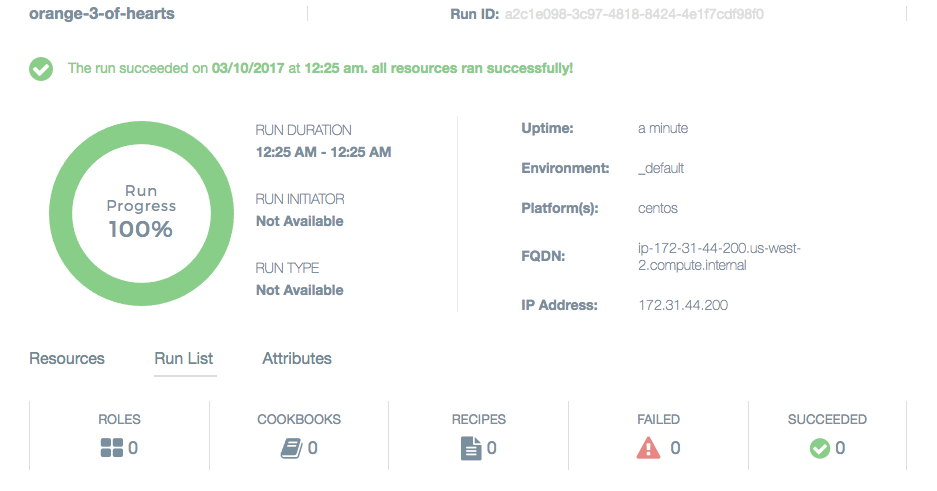 orange-3-of-hearts
Run ID: a2c1e098-3c97-4818-8424-4e1f7cdf98f0
The run succeeded on 03/10/2017 at 12:25 am. all resources ran successfully!
Run
Progress
100%
RUN DURATION
12:25 AM - 12:25 AM
RUN INITIATOR
Not Available
RUN TYPE
Not Available
Uptime: a minute
Environment: _default
Platform(s): centos
FQDN: ip-172-31-44-200.us-west-
2.compute.internal
IP Address: 172.31.44.200
Resources Run List Attributes
ROLES COOKBOOKS RECIPES FAILED SUCCEEDED
0 0 0 0 0